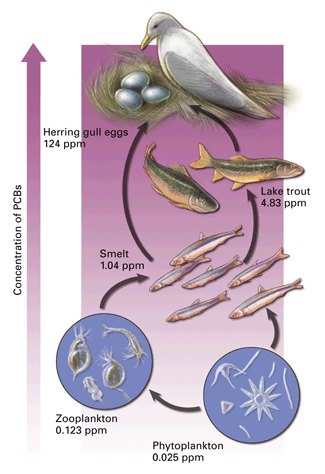 Herring gull eggs
124 ppm
Lake trout
4.83 ppm
Smelt
1.04 ppm
Zooplankton
0.123 ppm
Phytoplankton
0.025 ppm
Concentration of PCBs